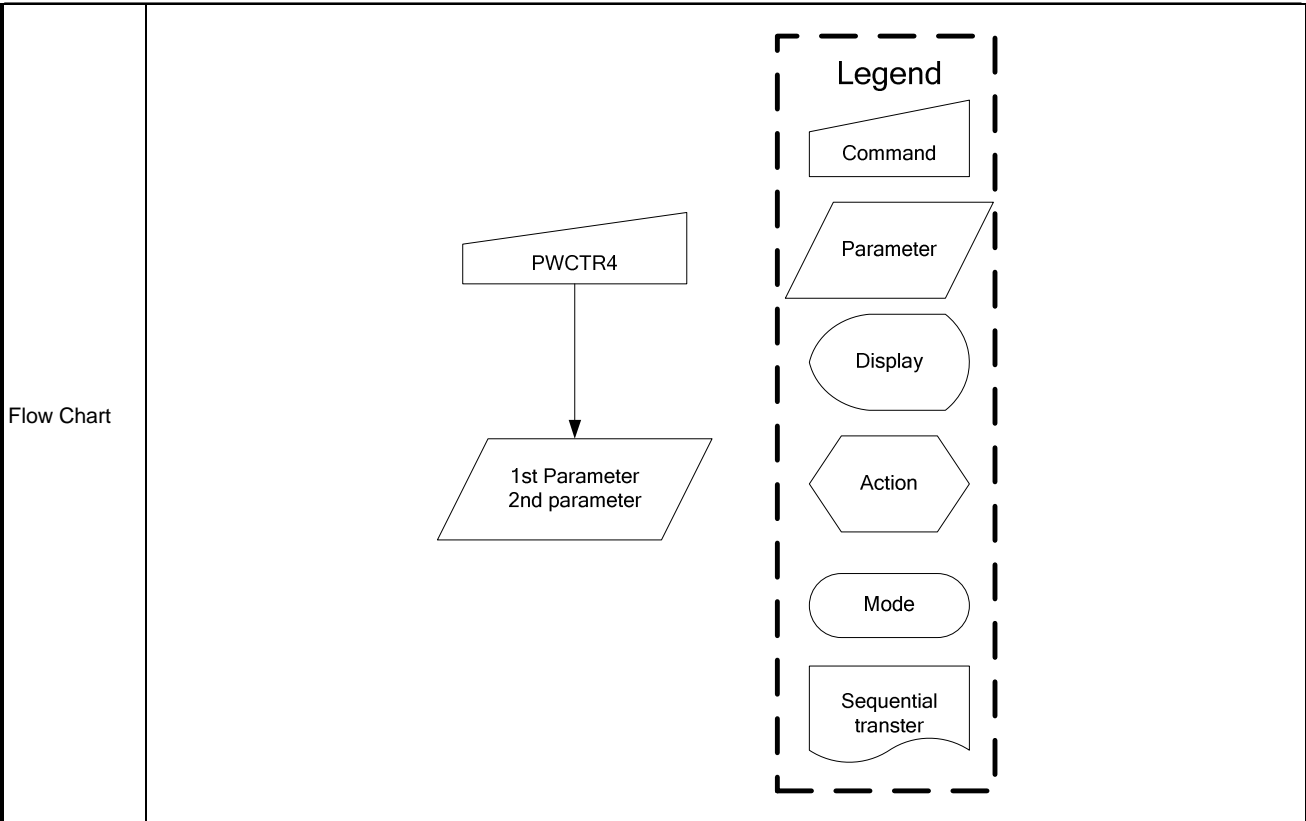 Flow Chart
PWCTR4
1st Parameter
2nd parameter
Legend
Command
Parameter
Display
Action
Mode
Sequential
transter